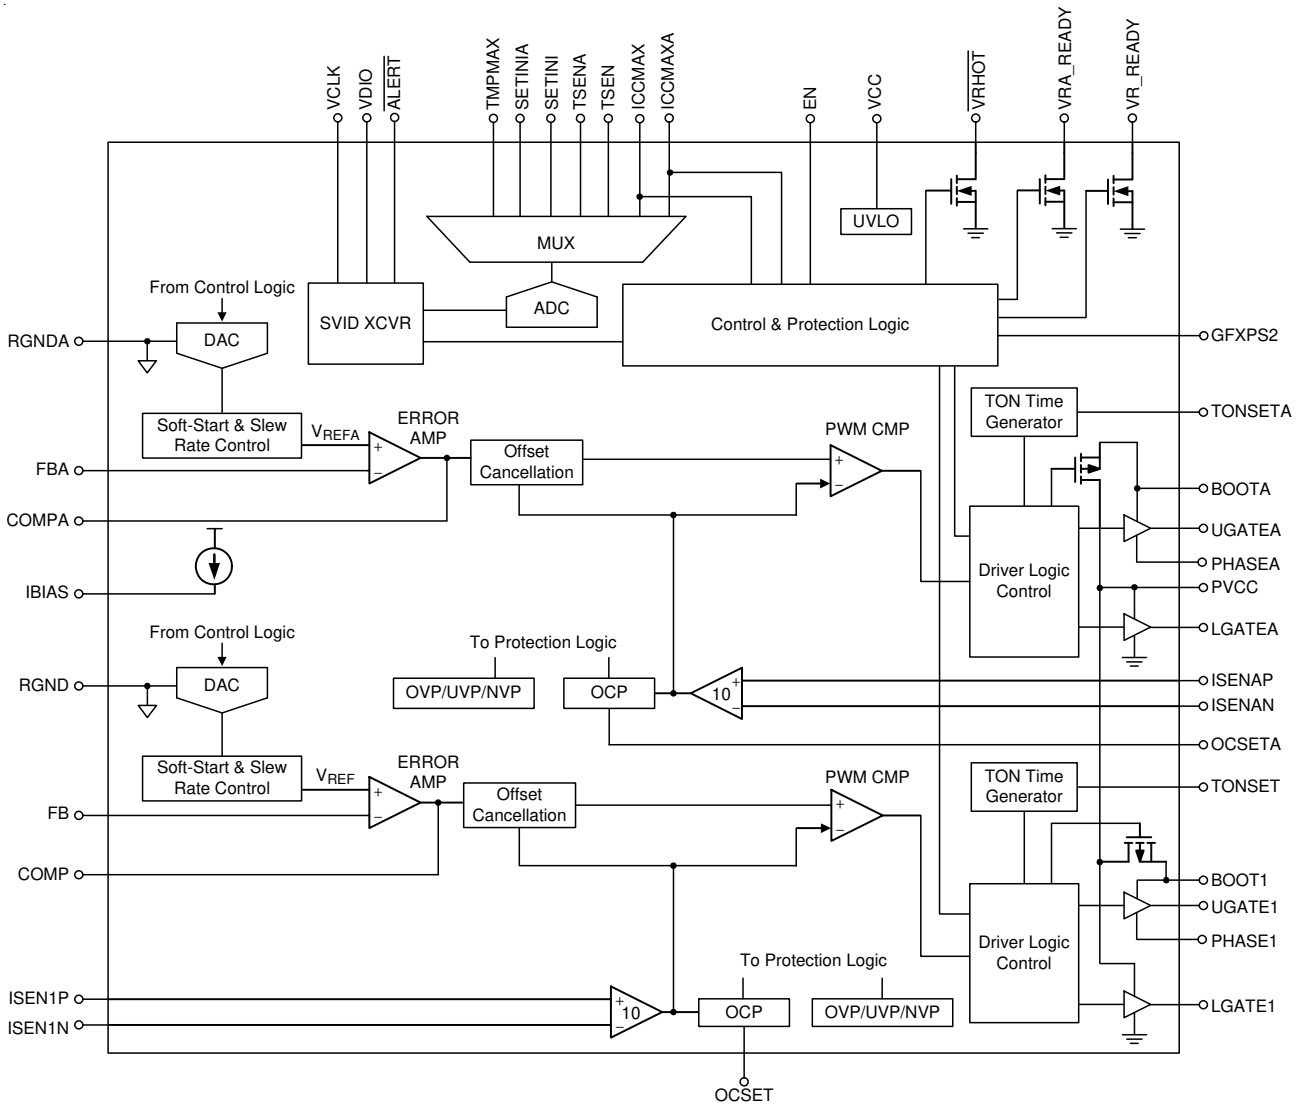 VCLK
VDIO
ALERT
TMPMAX
SETINIA
SETINI
TSENA
TSEN
ICCMAX
ICCMAXA
EN
VCC
VRHOT
VRA_READY
VR_READY
UVLO
MUX
From Control Logic
ADC
SVID XCVR
Control & Protection Logic
RGNDA
DAC
GFXPS2
TON Time
Generator
TONSETA
Soft-Start & Slew
Rate Control
VREFA
ERROR
AMP
+
−
Offset
Cancellation
PWM CMP
+
−
FBA
BOOTA
COMPA
UGATEA
PHASEA
Driver Logic
Control
IBIAS
PVCC
LGATEA
From Control Logic
To Protection Logic
RGND
DAC
OVP/UVP/NVP
OCP
10
+
−
ISENAP
ISENAN
OCSETA
Soft-Start & Slew
Rate Control
VREF
ERROR
AMP
+
−
Offset
Cancellation
PWM CMP
+
−
TON Time
Generator
TONSET
FB
COMP
BOOT1
UGATE1
PHASE1
Driver Logic
Control
To Protection Logic
ISEN1P
ISEN1N
+
−
10
OCP
OVP/UVP/NVP
LGATE1
OCSET